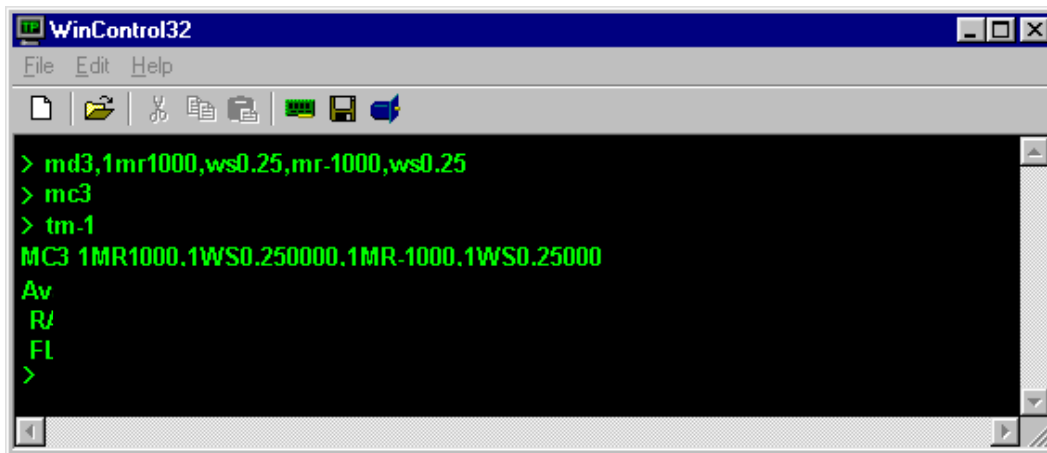 WinControl32
File Edit Help
> md3,1mr1000,ws0.25,mr-1000,ws0.25
> mc3
> tm-1
MC3 1MR1000,1WS0.250000,1MR-1000,1WS0.25000
Av
FL
>